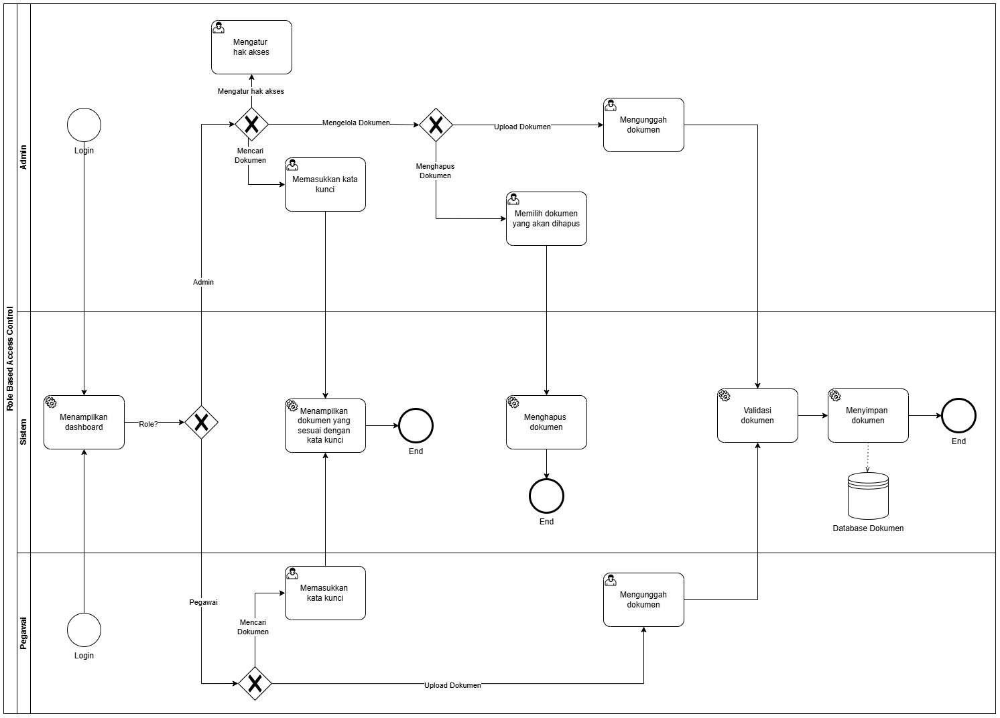 Role Based Access Control
Admin
Mengatur
hak akses
Mengatur hak akses
Login
Mengelola Dokumen
Mencari
Dokumen
Memasukkan kata
kunci
Upload Dokumen
Mengunggah
dokumen
Menghapus
Dokumen
Memilih dokumen
yang akan dihapus
Admin
Sistem
Menampilkan
dashboard
Role?
Menampilkan
dokumen yang
sesuai dengan
kata kunci
End
Menghapus
dokumen
End
Validasi
dokumen
Menyimpan
dokumen
End
Database Dokumen
Pegawai
Pegawai
Login
Mencari
Dokumen
Memasukkan
kata kunci
Upload Dokumen
Mengunggah
dokumen